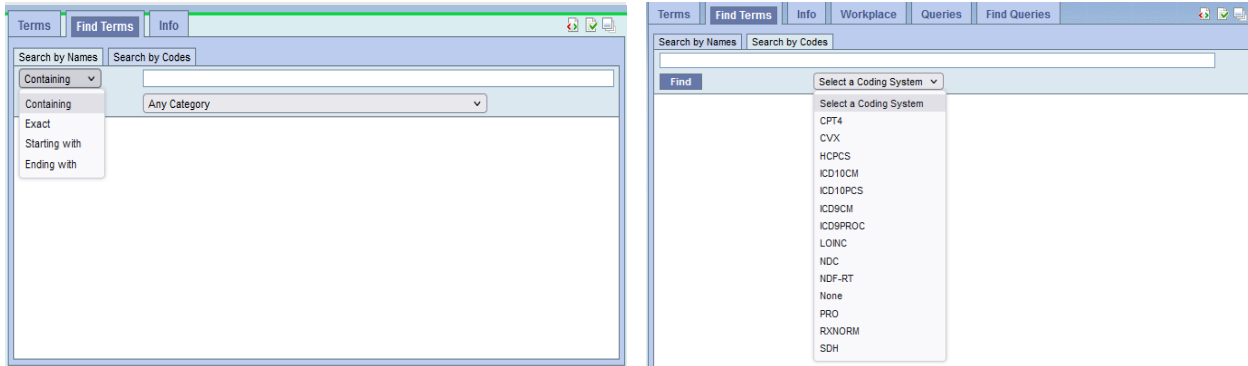 Terms Find Terms Info
Search by Names Search by Codes
Containing
Containing Any Category
Exact
Starting with
Ending with
Terms Find Terms Info Workplace Queries Find Queries
Search by Names Search by Codes
Find Select a Coding System
Select a Coding System
CPT4
CVX
HCPCS
ICD10CM
ICD10PCS
ICD9CM
ICD9PROC
LOINC
NDC
NDF-RT
None
PRO
RXNORM
SDH